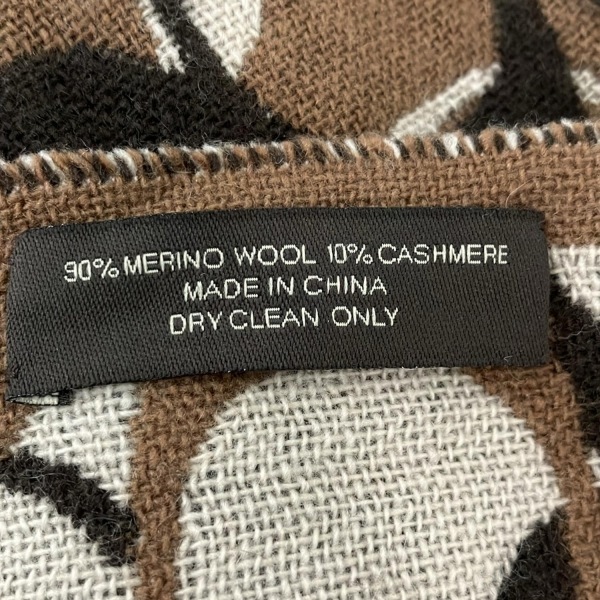 90% MERINO WOOL 10% CASHMERE
MADE IN CHINA
DRY CLEAN ONLY